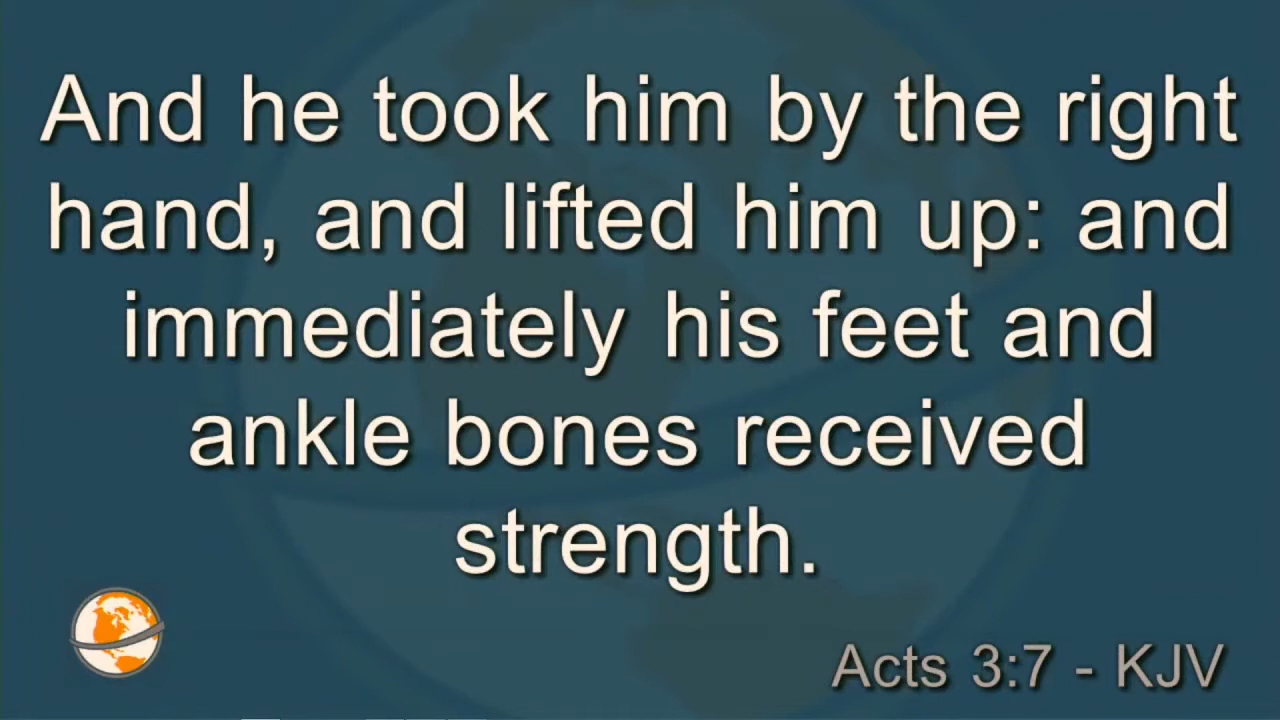 And he took him by the right
hand, and lifted him up: and
immediately his feet and
ankle bones received
strength.
Acts 3:7 - KJV